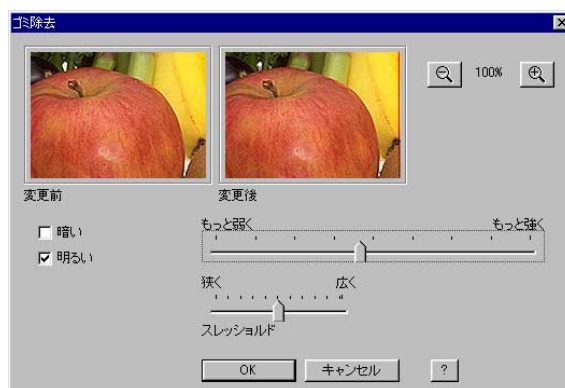 ゴミ除去
100%
変更前 変更後
暗い
明るい
もっと弱く もっと強く
狭く 広く
スレッショルド
OK キャンセル ?